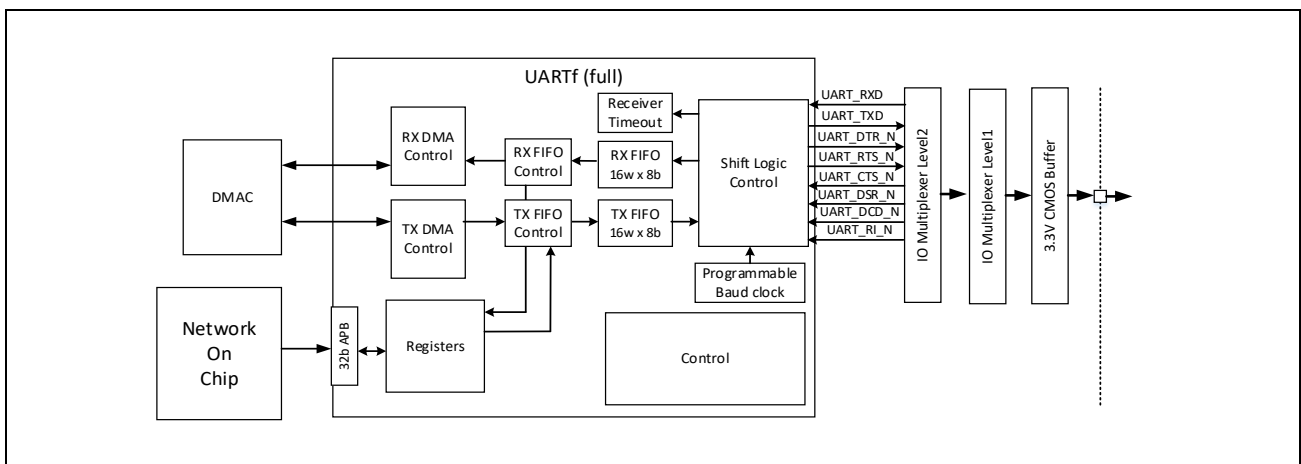 UARTf (full)
DMAC
RX DMA
Control
RX FIFO
Control
RX FIFO
16w x 8b
Receiver
Timeout
Shift Logic
Control
TX DMA
Control
TX FIFO
Control
TX FIFO
16w x 8b
Programmable
Baud clock
Network
On
Chip
32b APB
Registers
Control
UART_RXD
UART_TXD
UART_DTR_N
UART_RTS_N
UART_CTS_N
UART_DSR_N
UART_DCD_N
UART_RI_N
IO Multiplexer Level2
IO Multiplexer Level1
3.3V CMOS Buffer